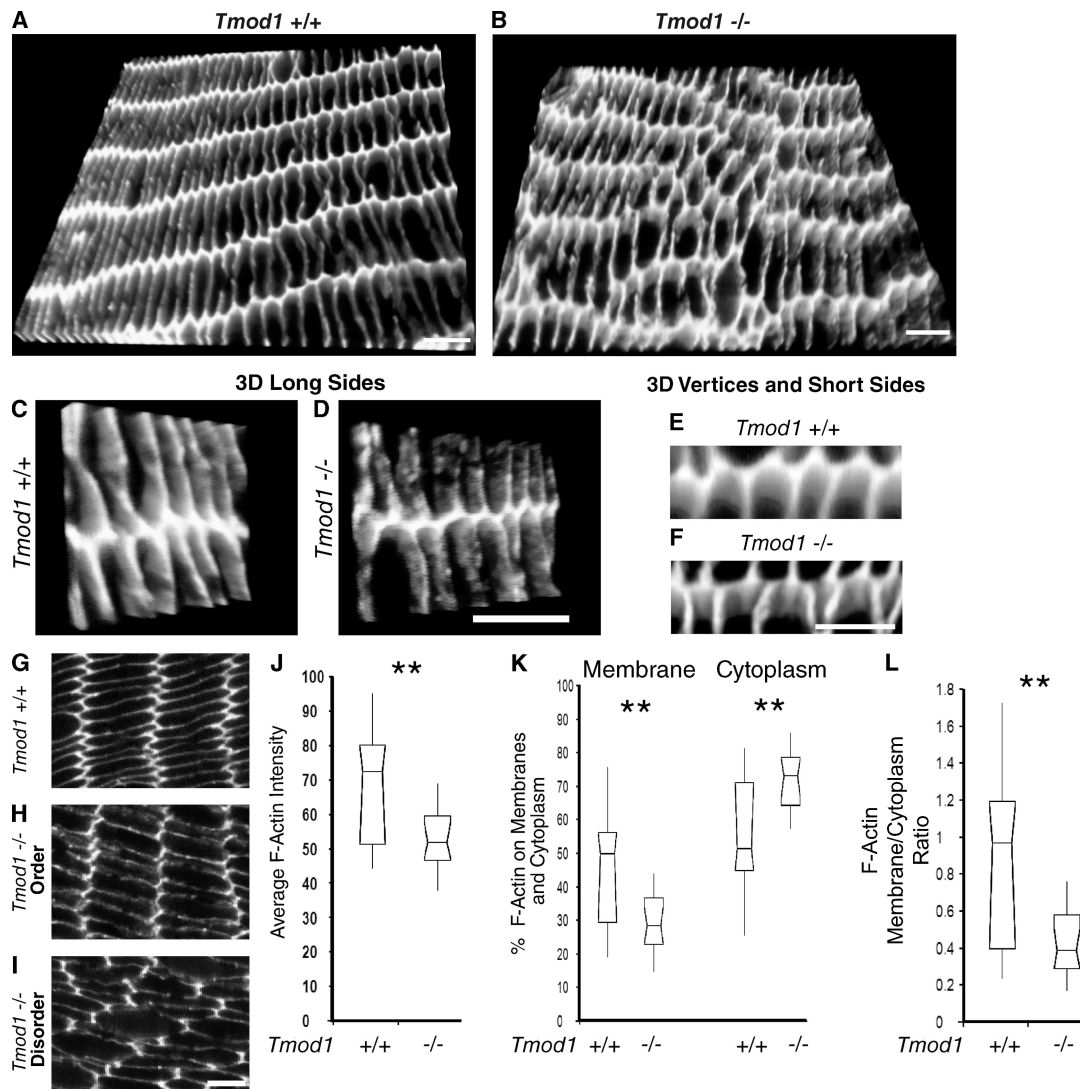 A
Tmod1 +/+
B
Tmod1 -/-
3D Long Sides
3D Vertices and Short Sides
C
Tmod1 +/+
D
Tmod1 -/-
E
Tmod1 +/+
F
Tmod1 -/-
G
Tmod1 +/+
H
Tmod1 -/-
Order
I
Tmod1 -/-
Disorder
J
**
Average F-Actin Intensity
100
90
80
70
60
50
40
30
20
10
0
Tmod1 +/+ -/-
K
Membrane Cytoplasm
** **
% F-Actin on Membranes
and Cytoplasm
100
90
80
70
60
50
40
30
20
10
0
Tmod1 +/+ -/- +/+ -/-
L
**
F-Actin
Membrane/Cytoplasm
Ratio
1.8
1.6
1.4
1.2
1
0.8
0.6
0.4
0.2
0
Tmod1 +/+ -/-